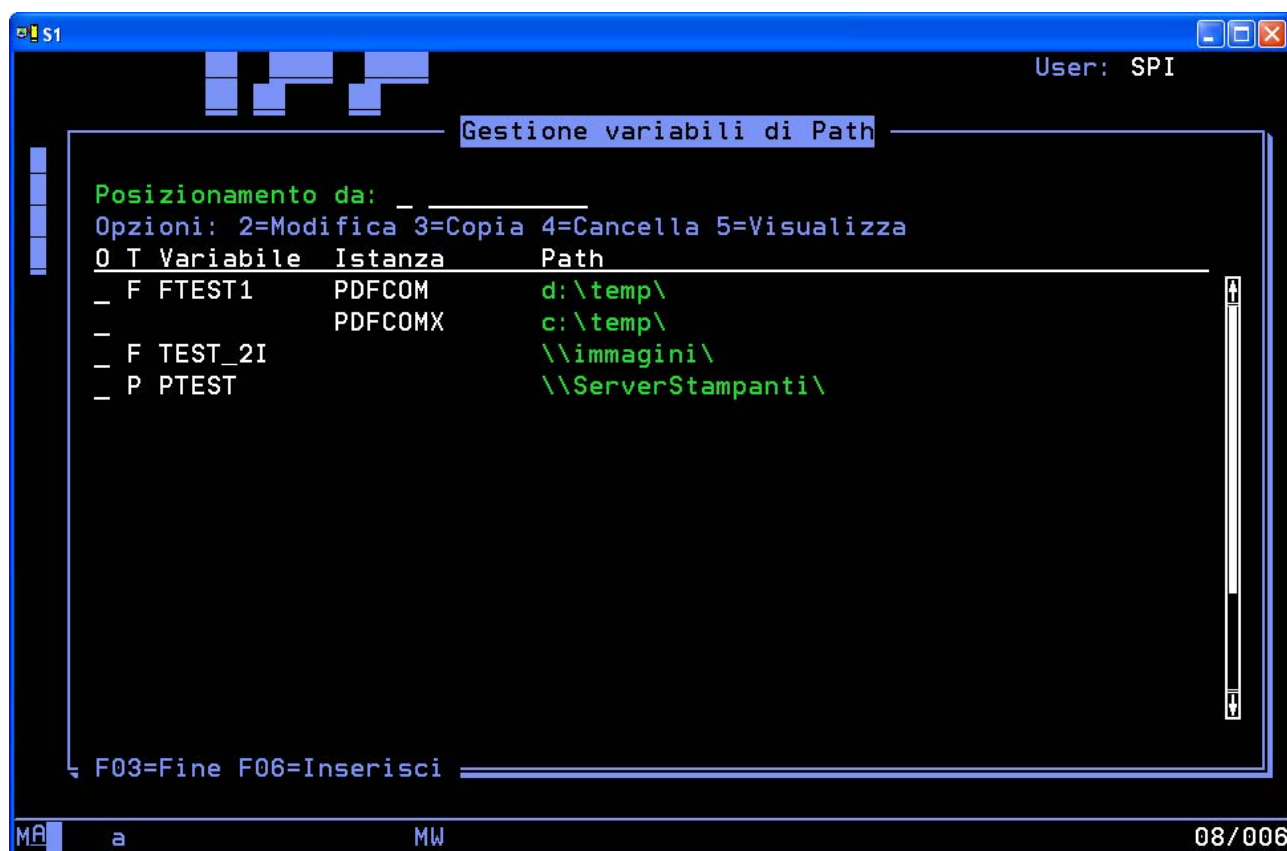 S1
User: SPI
Gestione variabili di Path
Posizionamento da: _ __________
Opzioni: 2=Modifica 3=Copia 4=Cancella 5=Visualizza
O T Variabile Istanza Path
_ F FTEST1 PDFCOM d:\temp\
_ PDFCOMX c:\temp\
_ F TEST_2I \\immagini\
_ P PTEST \\ServerStampanti\
F03=Fine F06=Inserisci
MA a MW 08/006